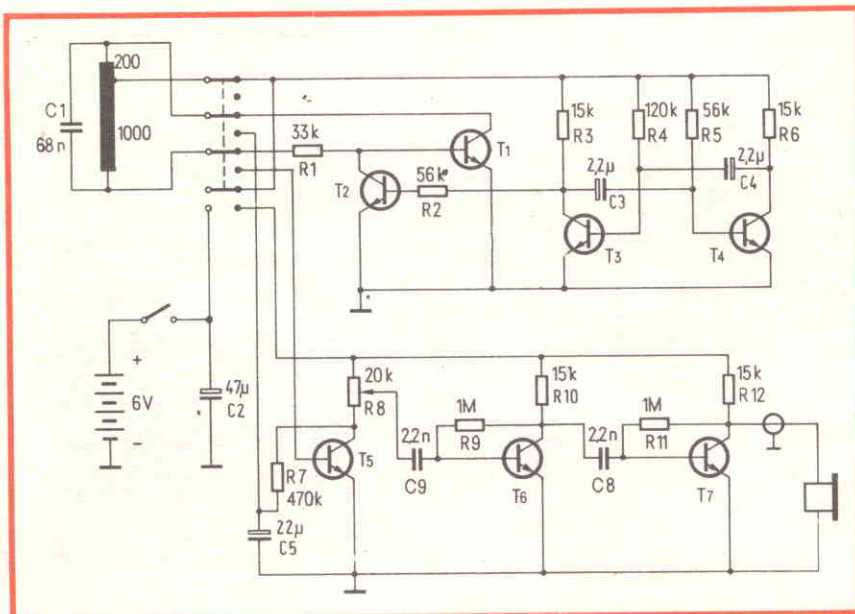 200
C1
68n
1000
33k
R1
T1
T2
56k
R2
15k
R3
120k
R4
56k
R5
15k
R6
2,2µ
C3
2,2µ
C4
T3
T4
+
6V
-
47µ
C2
20k
R8
R7
470k
22µ
C5
T5
2,2n
C9
1M
R9
15k
R10
T6
2,2n
C8
1M
R11
15k
R12
T7